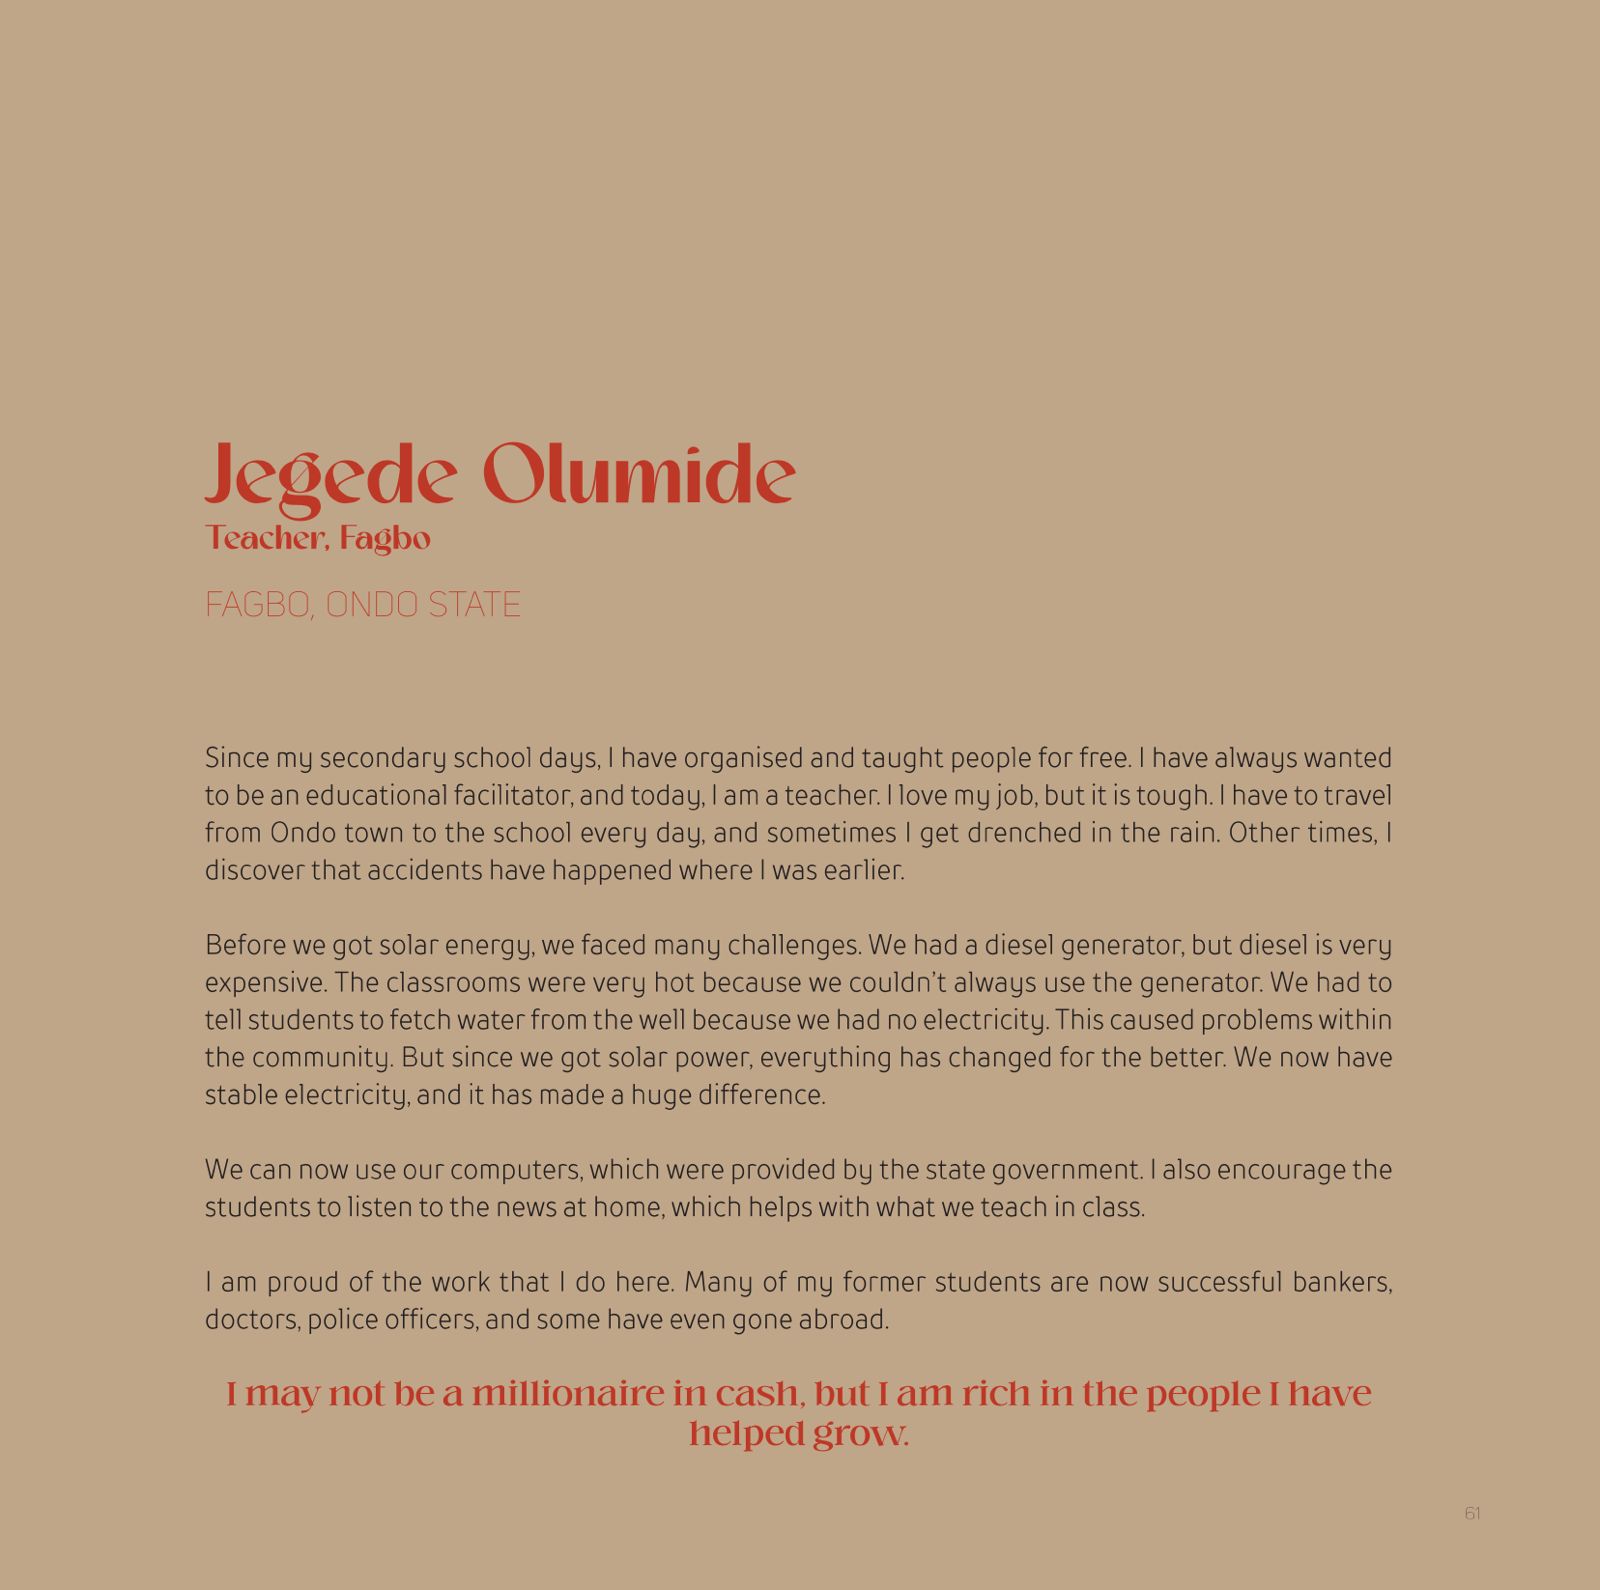 Jegede Olumide
Teacher, Fagbo
FAGBO, ONDO STATE
Since my secondary school days, I have organised and taught people for free. I have always wanted
to be an educational facilitator, and today, I am a teacher. I love my job, but it is tough. I have to travel
from Ondo town to the school every day, and sometimes I get drenched in the rain. Other times, I
discover that accidents have happened where I was earlier.
Before we got solar energy, we faced many challenges. We had a diesel generator, but diesel is very
expensive. The classrooms were very hot because we couldn’t always use the generator. We had to
tell students to fetch water from the well because we had no electricity. This caused problems within
the community. But since we got solar power, everything has changed for the better. We now have
stable electricity, and it has made a huge difference.
We can now use our computers, which were provided by the state government. I also encourage the
students to listen to the news at home, which helps with what we teach in class.
I am proud of the work that I do here. Many of my former students are now successful bankers,
doctors, police officers, and some have even gone abroad.
I may not be a millionaire in cash, but I am rich in the people I have
helped grow.
61